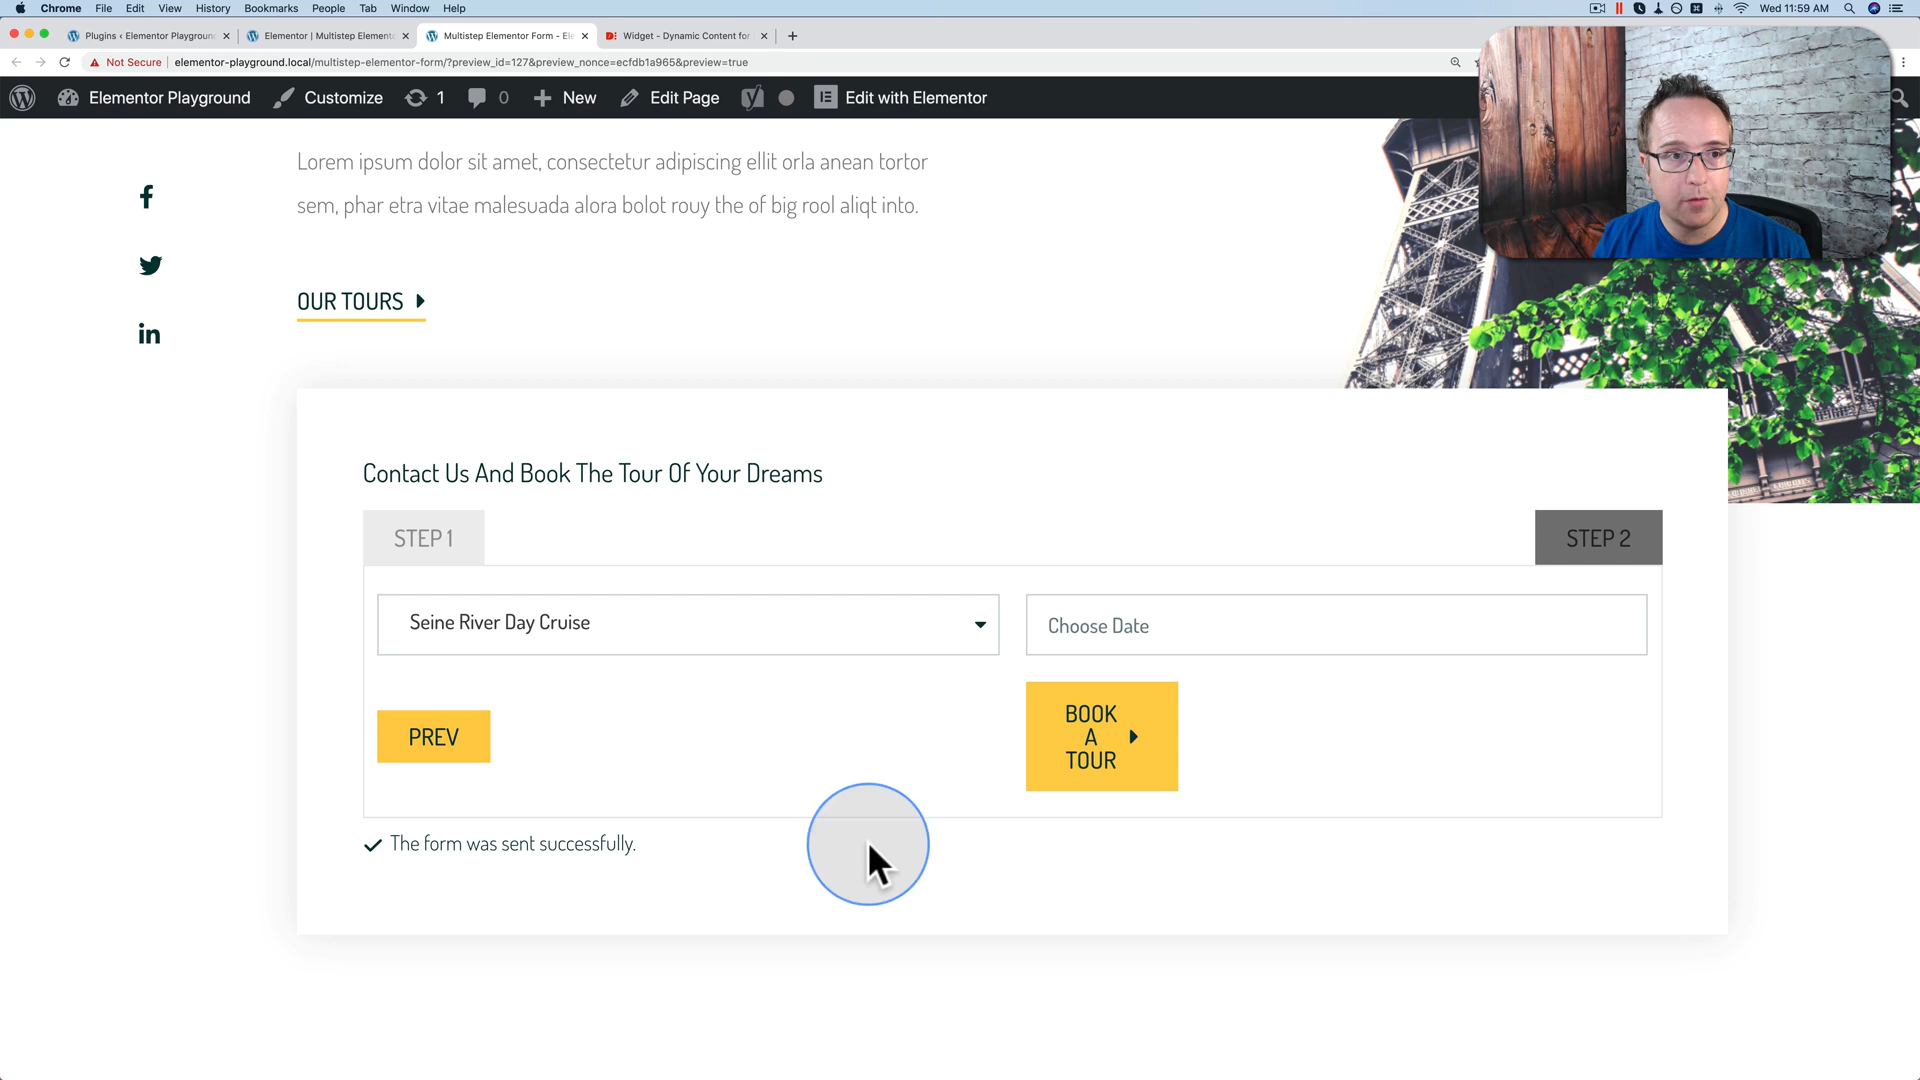 Chrome File Edit View History Bookmarks People Tab Window Help
Wed 11:59 AM
Plugins ‹ Elementor Playgroun
Elementor | Multistep Element
Multistep Elementor Form - Ele
Widget - Dynamic Content for
Not Secure elementor-playground.local/multistep-elementor-form/?preview_id=127&preview_nonce=ecfdb1a965&preview=true
Elementor Playground Customize 1 0 New Edit Page Edit with Elementor
Lorem ipsum dolor sit amet, consectetur adipiscing ellit orla anean tortor
sem, phar etra vitae malesuada alora bolot rouy the of big rool aliqt into.
OUR TOURS
Contact Us And Book The Tour Of Your Dreams
STEP 1
STEP 2
Seine River Day Cruise
Choose Date
PREV
BOOK
A
TOUR
The form was sent successfully.